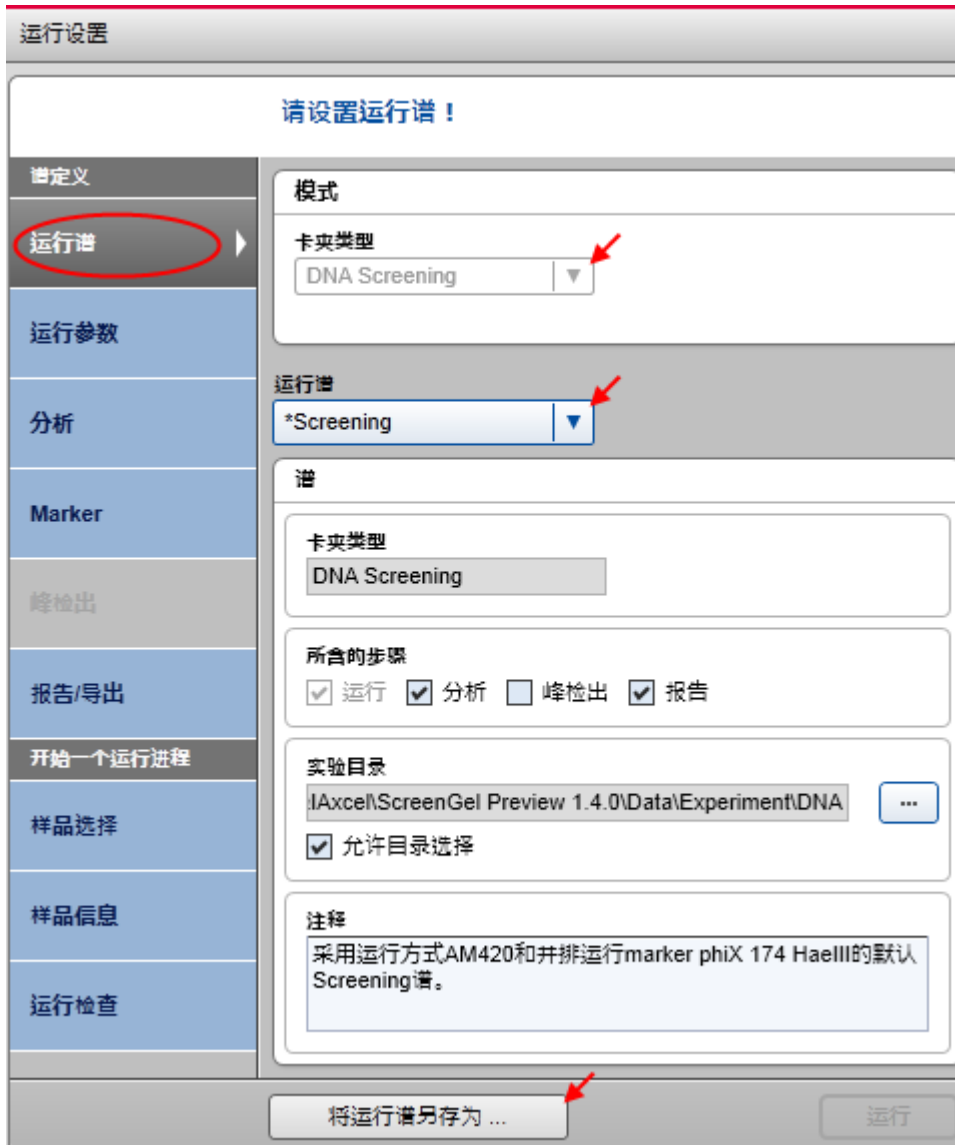 运行设置
请设置运行谱！
谱定义
运行谱
运行参数
分析
Marker
峰检出
报告/导出
开始一个运行进程
样品选择
样品信息
运行检查
模式
卡夹类型
DNA Screening
运行谱
*Screening
谱
卡夹类型
DNA Screening
所含的步骤
运行 分析 峰检出 报告
实验目录
:lAxcel\ScreenGel Preview 1.4.0\Data\Experiment\DNA ...
允许目录选择
注释
采用运行方式AM420和并排运行marker phiX 174 HaeIII的默认
Screening谱。
将运行谱另存为 ...
运行